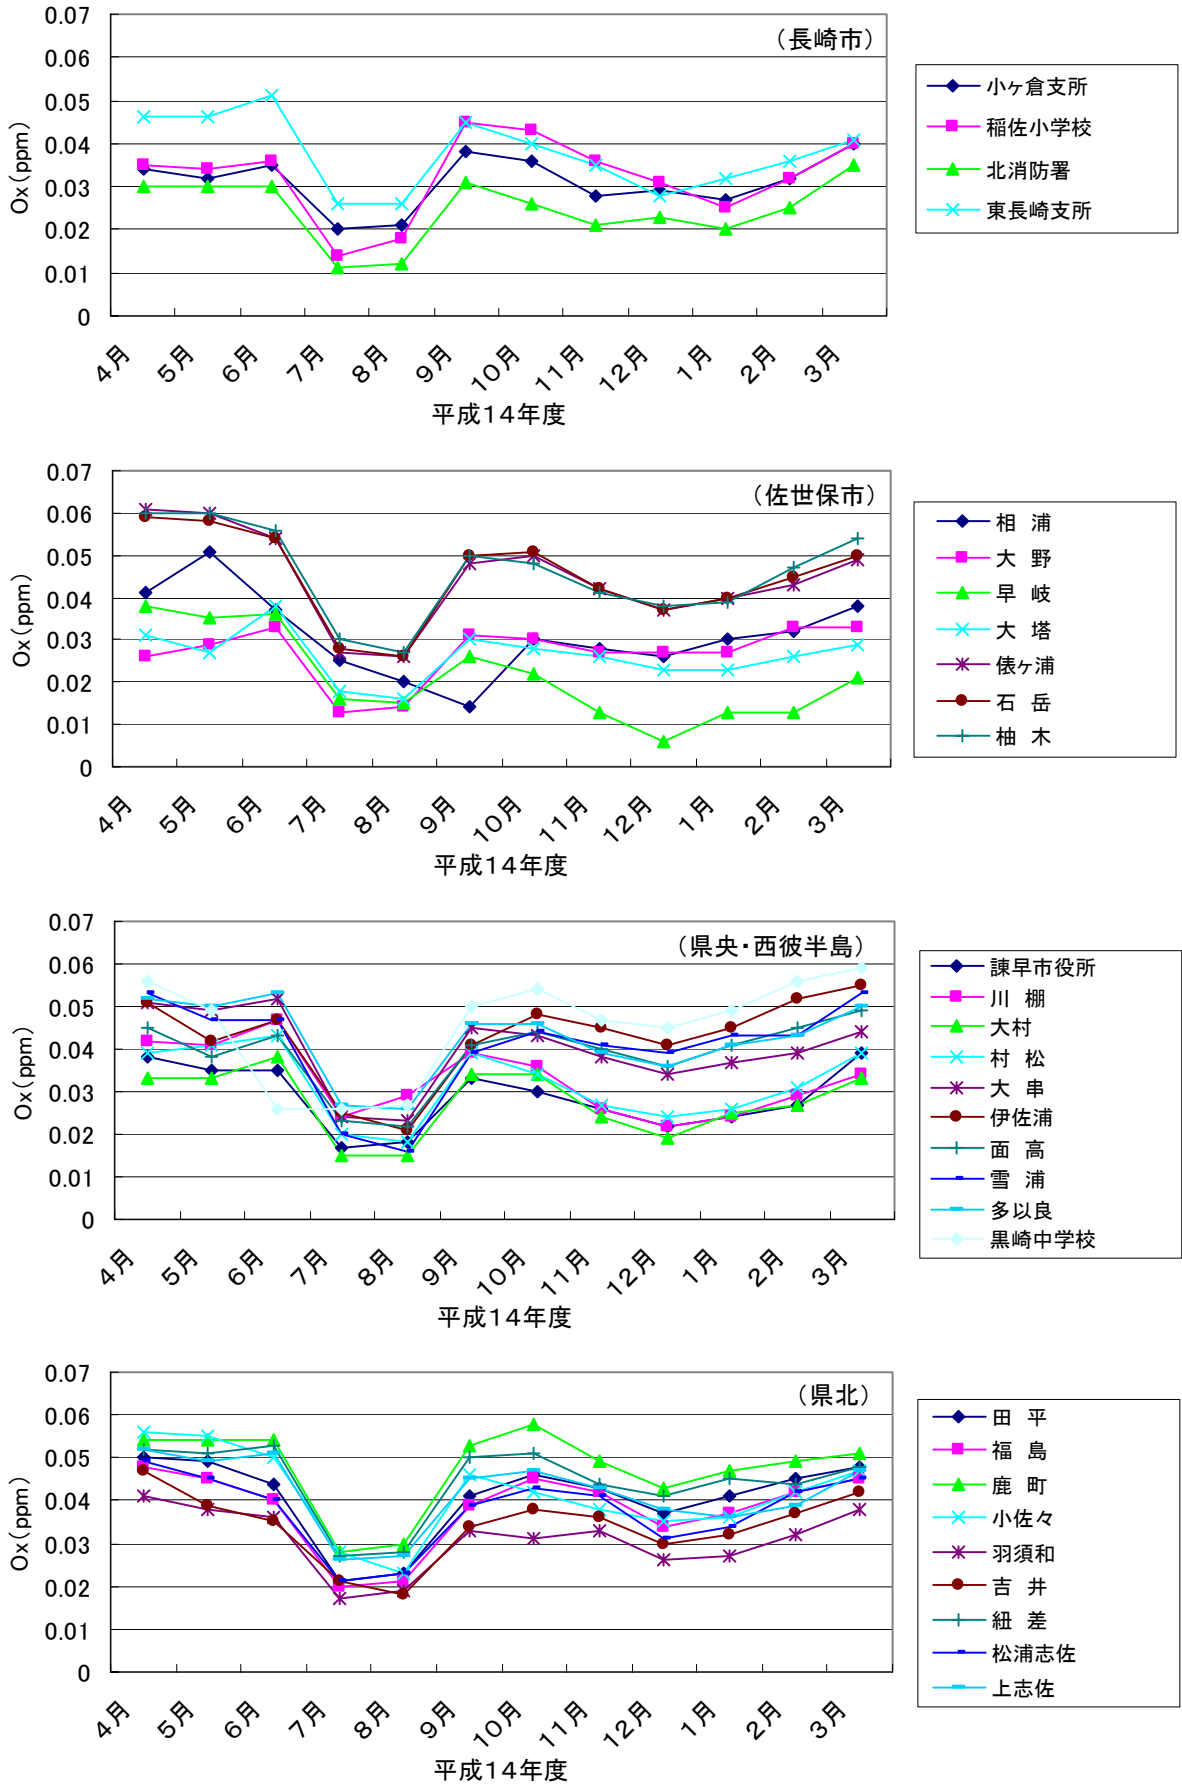 （長崎市）
0.07
0.06
0.05
0.04
0.03
0.02
0.01
0
Ox(ppm)
4月
5月
6月
7月
8月
9月
10月
11月
12月
1月
2月
3月
平成14年度
小ヶ倉支所
稲佐小学校
北消防署
東長崎支所
（佐世保市）
0.07
0.06
0.05
0.04
0.03
0.02
0.01
0
Ox(ppm)
4月
5月
6月
7月
8月
9月
10月
11月
12月
1月
2月
3月
平成14年度
相 浦
大 野
早 岐
大 塔
俵ヶ浦
石 岳
柚 木
（県央・西彼半島）
0.07
0.06
0.05
0.04
0.03
0.02
0.01
0
Ox(ppm)
4月
5月
6月
7月
8月
9月
10月
11月
12月
1月
2月
3月
平成14年度
諫早市役所
川 棚
大村
村 松
大 串
伊佐浦
面 高
雪 浦
多以良
黒崎中学校
（県北）
0.07
0.06
0.05
0.04
0.03
0.02
0.01
0
Ox(ppm)
4月
5月
6月
7月
8月
9月
10月
11月
12月
1月
2月
3月
平成14年度
田 平
福 島
鹿 町
小佐々
羽須和
吉 井
紐 差
松浦志佐
上志佐